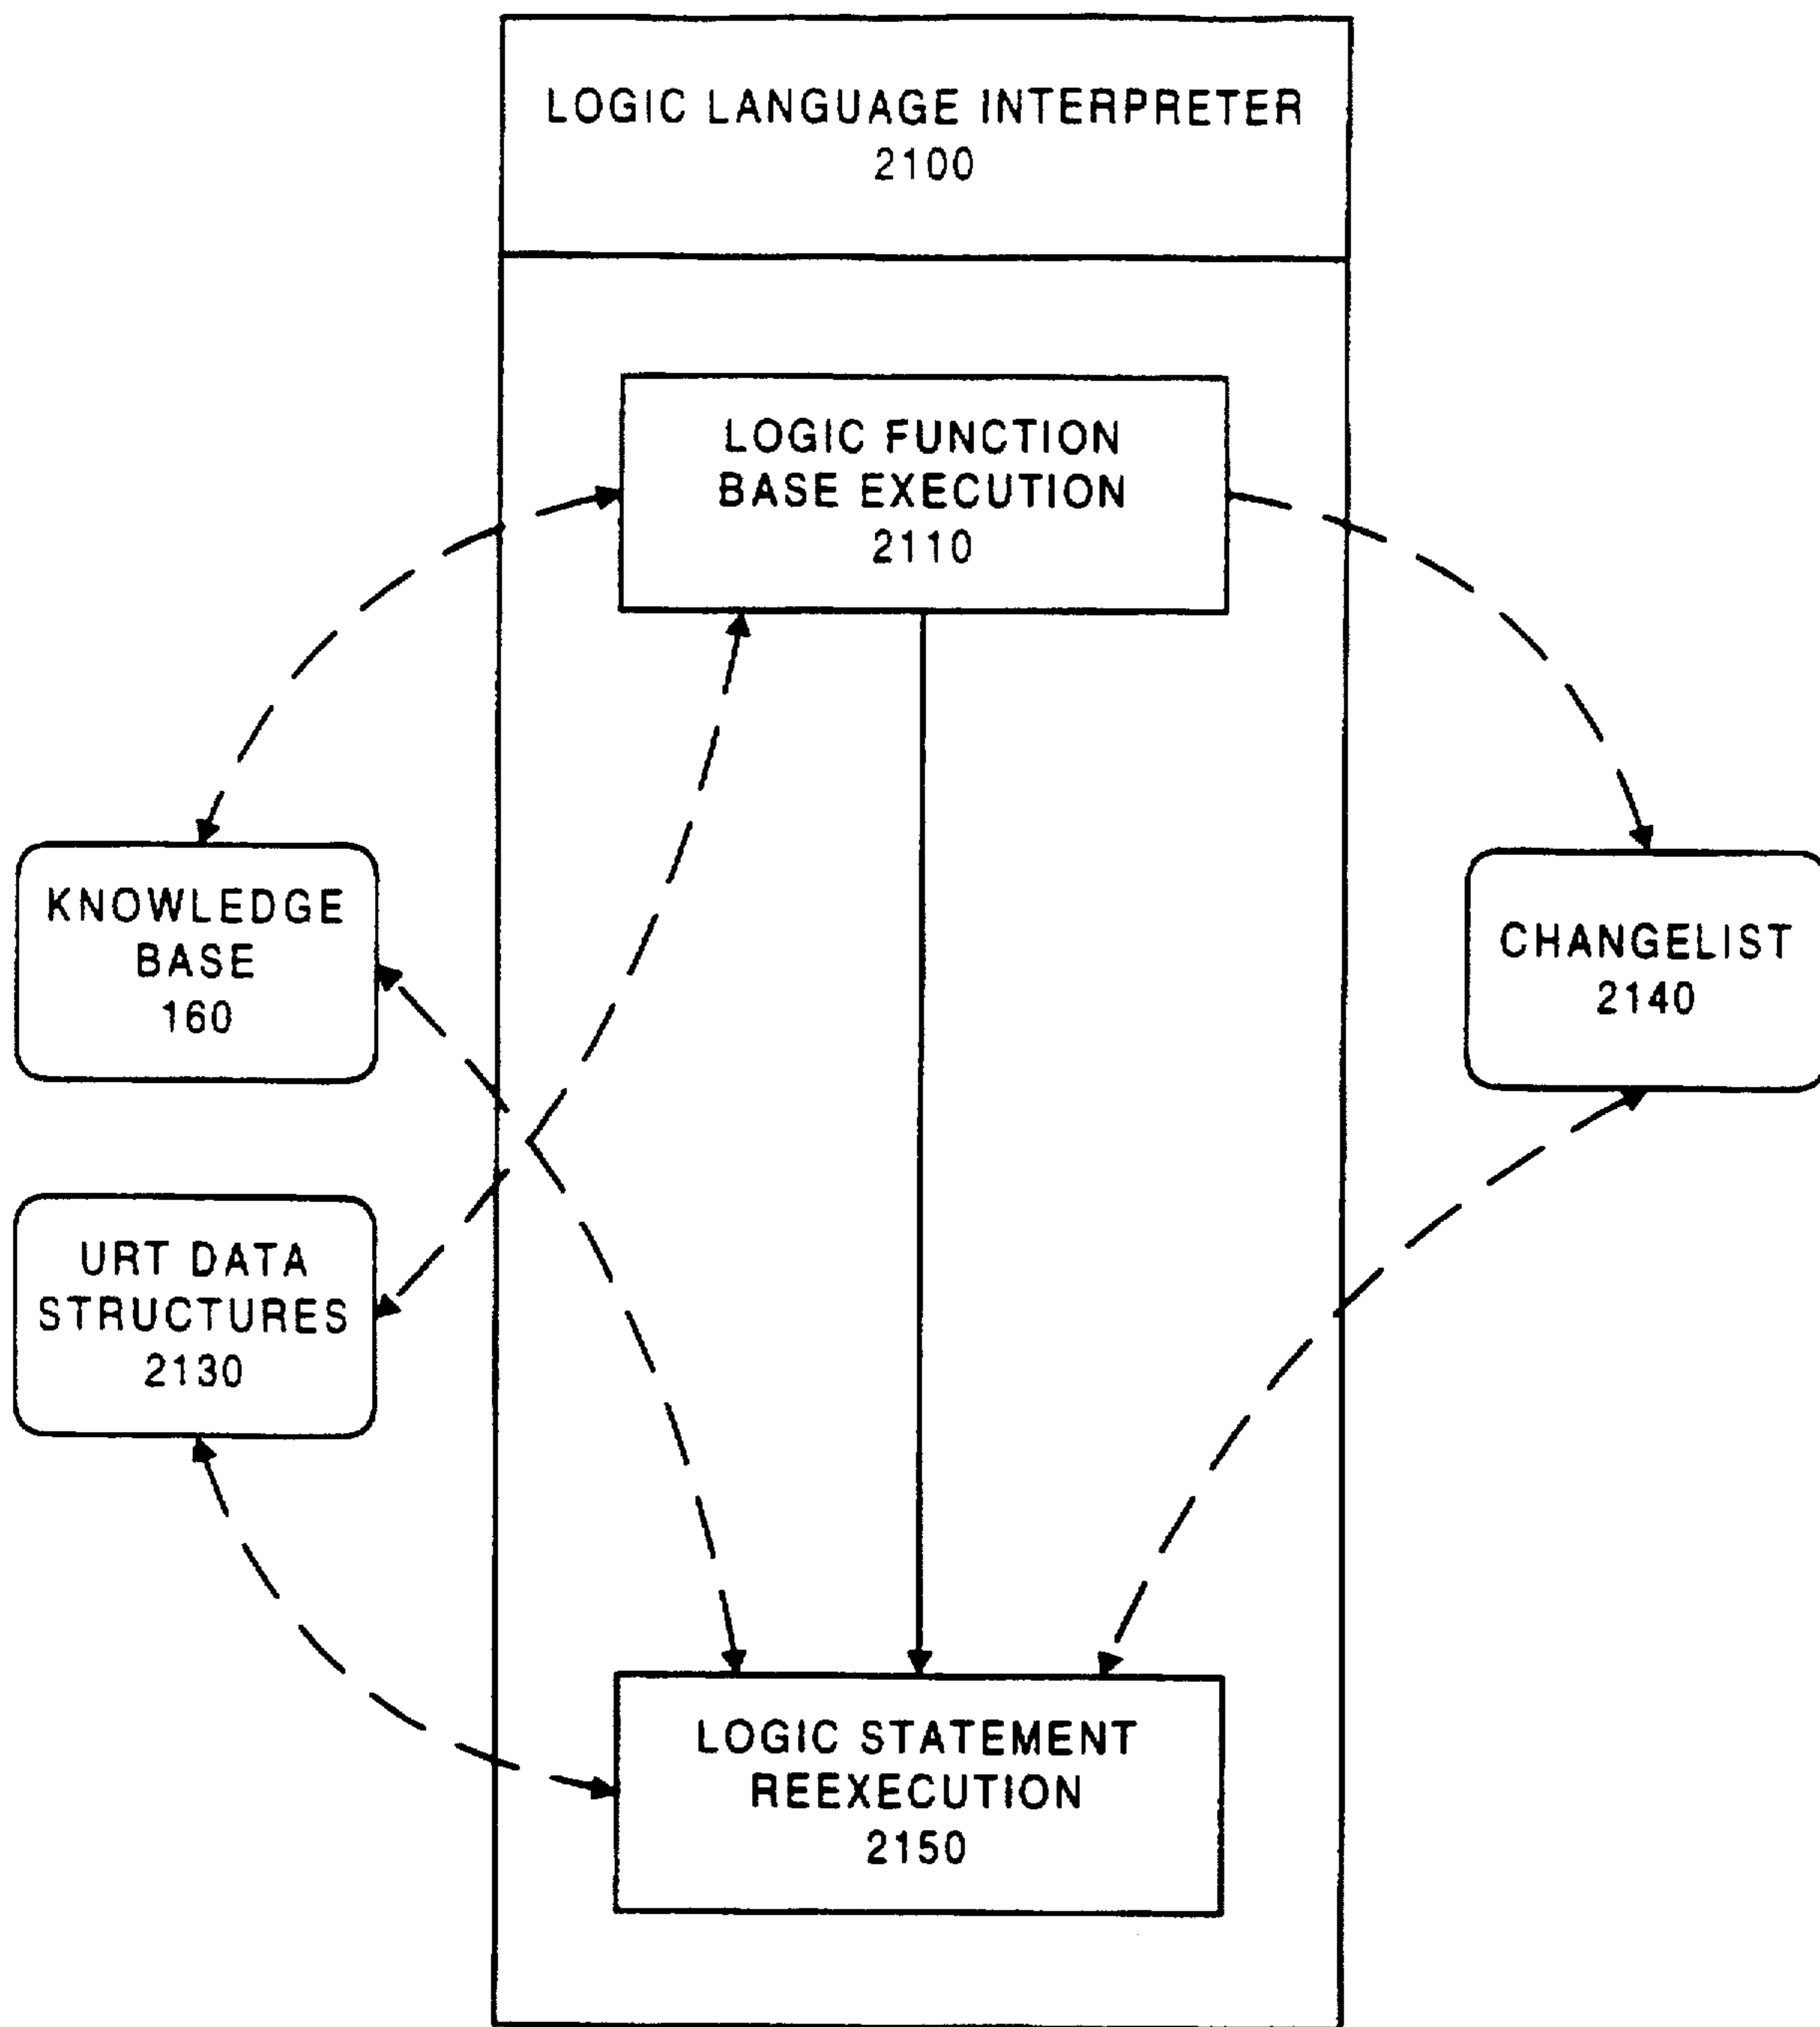 LOGIC LANGUAGE INTERPRETER
2100
LOGIC FUNCTION
BASE EXECUTION
2110
KNOWLEDGE
BASE
160
CHANGELIST
2140
URT DATA
STRUCTURES
2130
LOGIC STATEMENT
REEXECUTION
2150